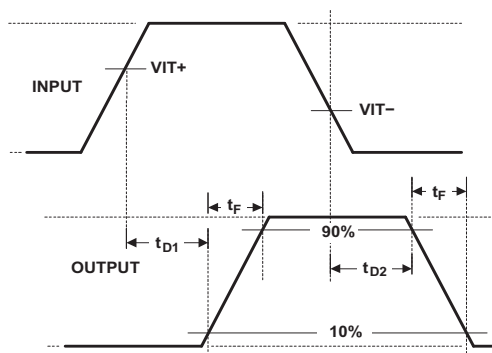 VIT+
INPUT
VIT−
tF
tF
90%
tD1
OUTPUT
tD2
10%